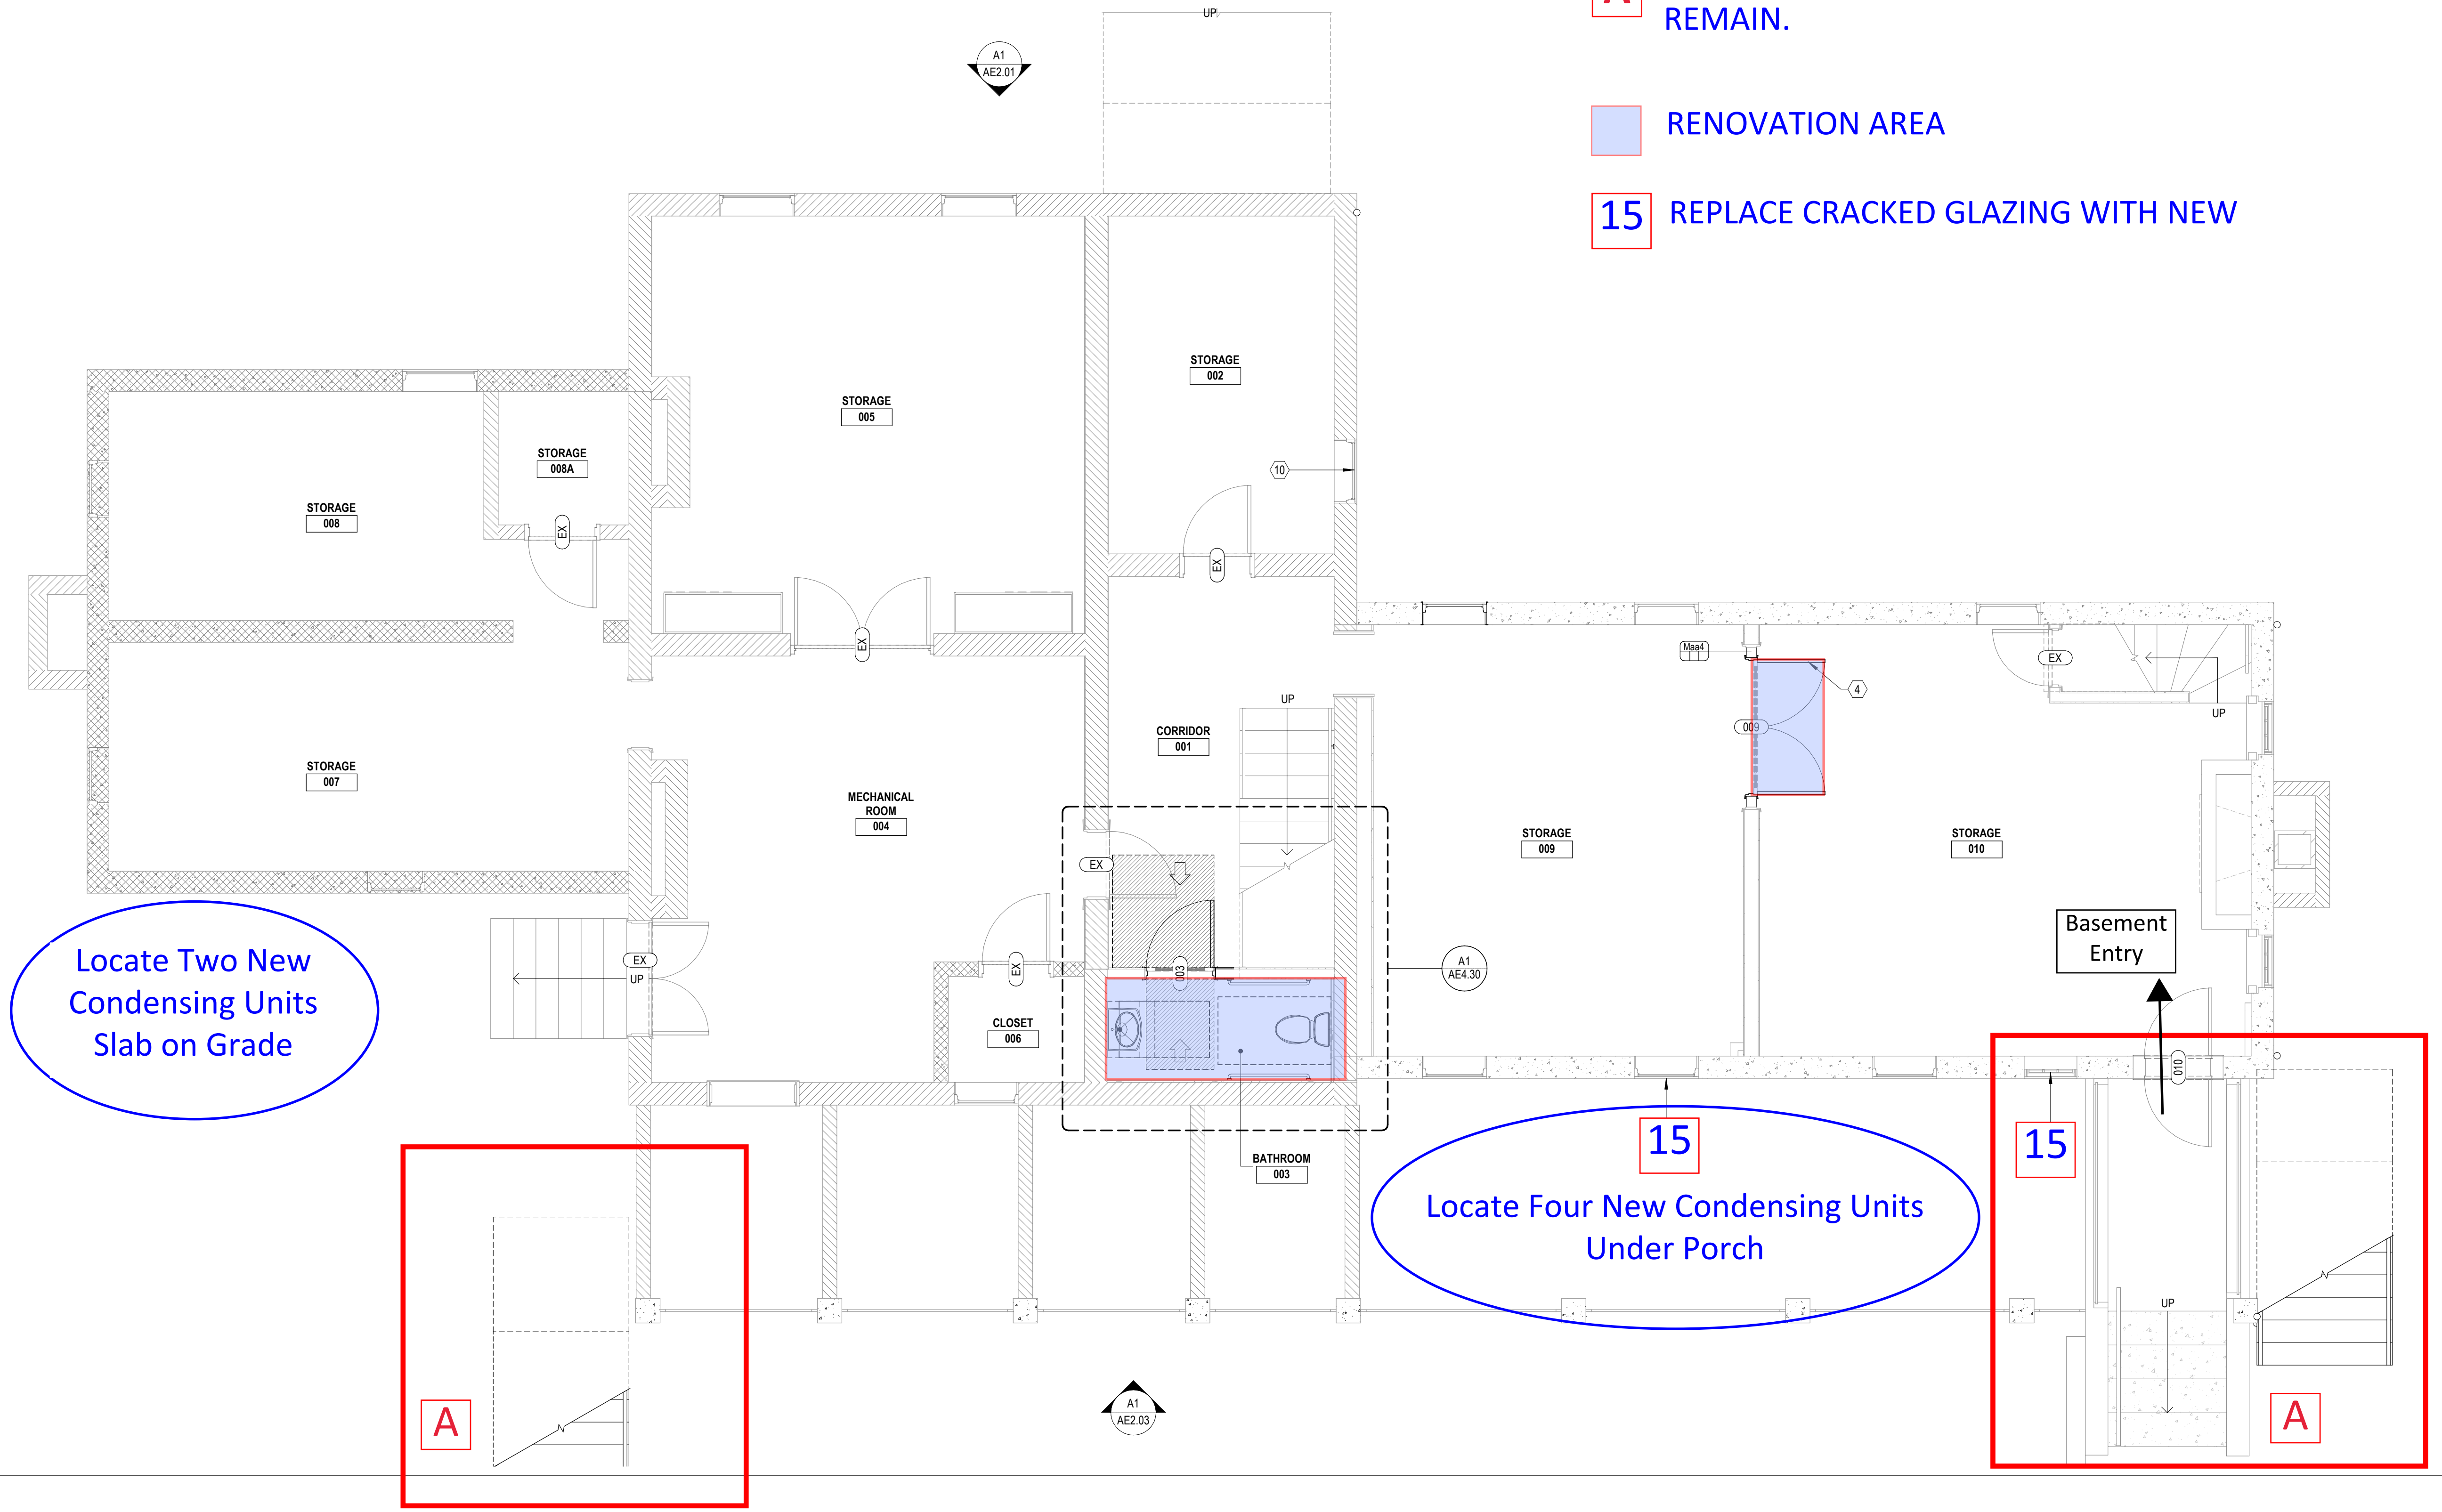 UP
A
REMAIN.
A1
AE2.01
RENOVATION AREA
15 REPLACE CRACKED GLAZING WITH NEW
STORAGE
002
STORAGE
005
STORAGE
008A
10
STORAGE
008
EX
EX
EX
Maa4
EX
4
UP
UP
009
CORRIDOR
001
STORAGE
007
MECHANICAL
ROOM
004
STORAGE
009
STORAGE
010
EX
Basement
Entry
Locate Two New
Condensing Units
Slab on Grade
EX
UP
EX
003
A1
AE4.30
CLOSET
006
010
15
15
BATHROOM
003
Locate Four New Condensing Units
Under Porch
UP
A1
AE2.03
A
A